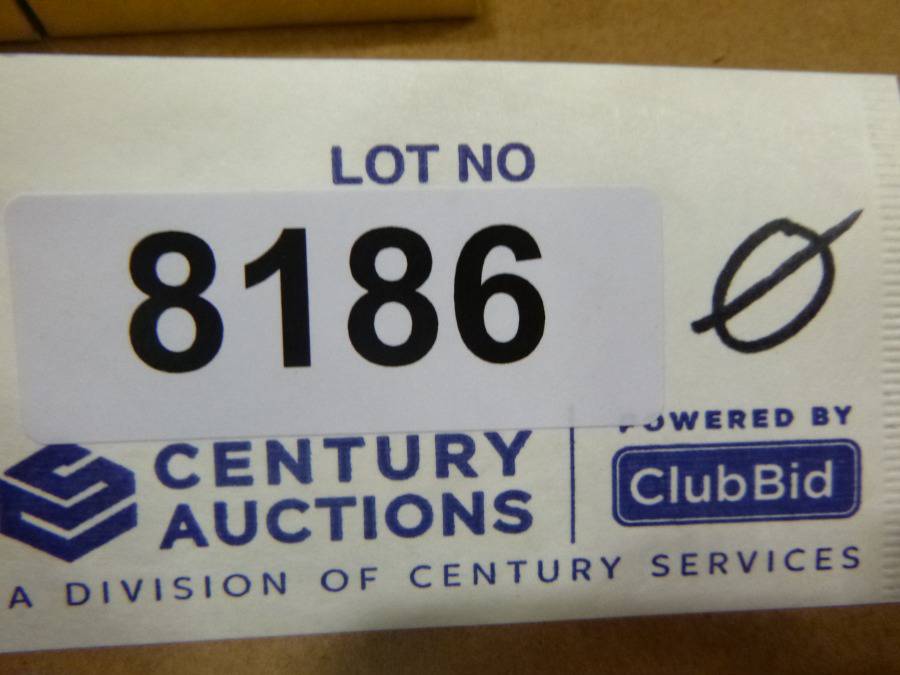 LOT NO
8186 Ø
CENTURY
AUCTIONS
POWERED BY
ClubBid
A DIVISION OF CENTURY SERVICES